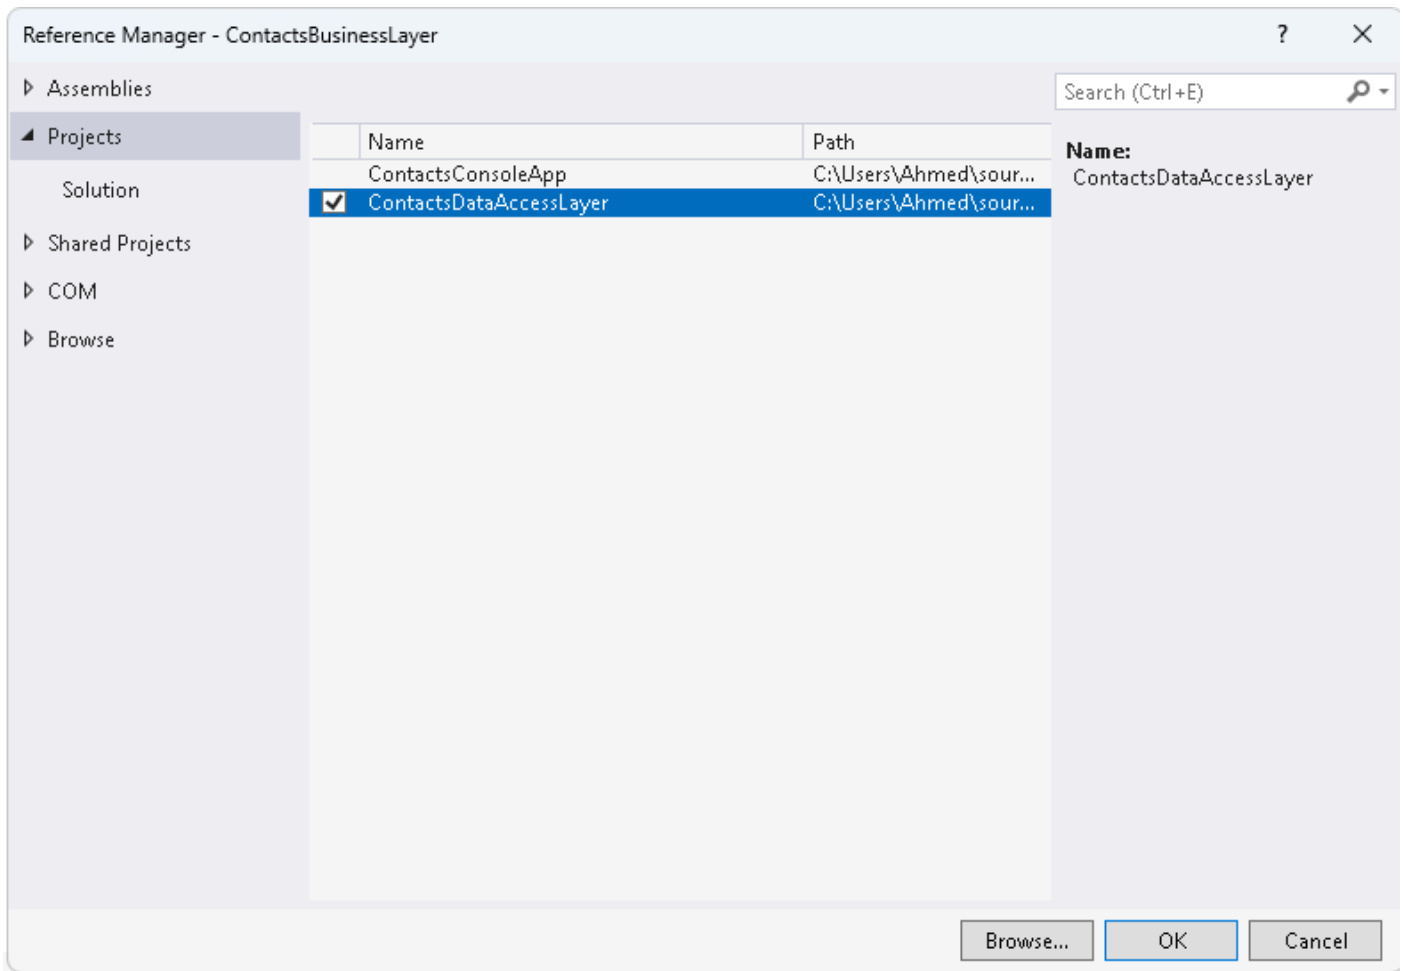 Reference Manager - ContactsBusinessLayer ?
Assemblies
Projects
Solution
Shared Projects
COM
Browse
Name Path
ContactsConsoleApp C:\Users\Ahmed\sour...
ContactsDataAccessLayer C:\Users\Ahmed\sour...
Search (Ctrl+E)
Name:
ContactsDataAccessLayer
Browse... OK Cancel